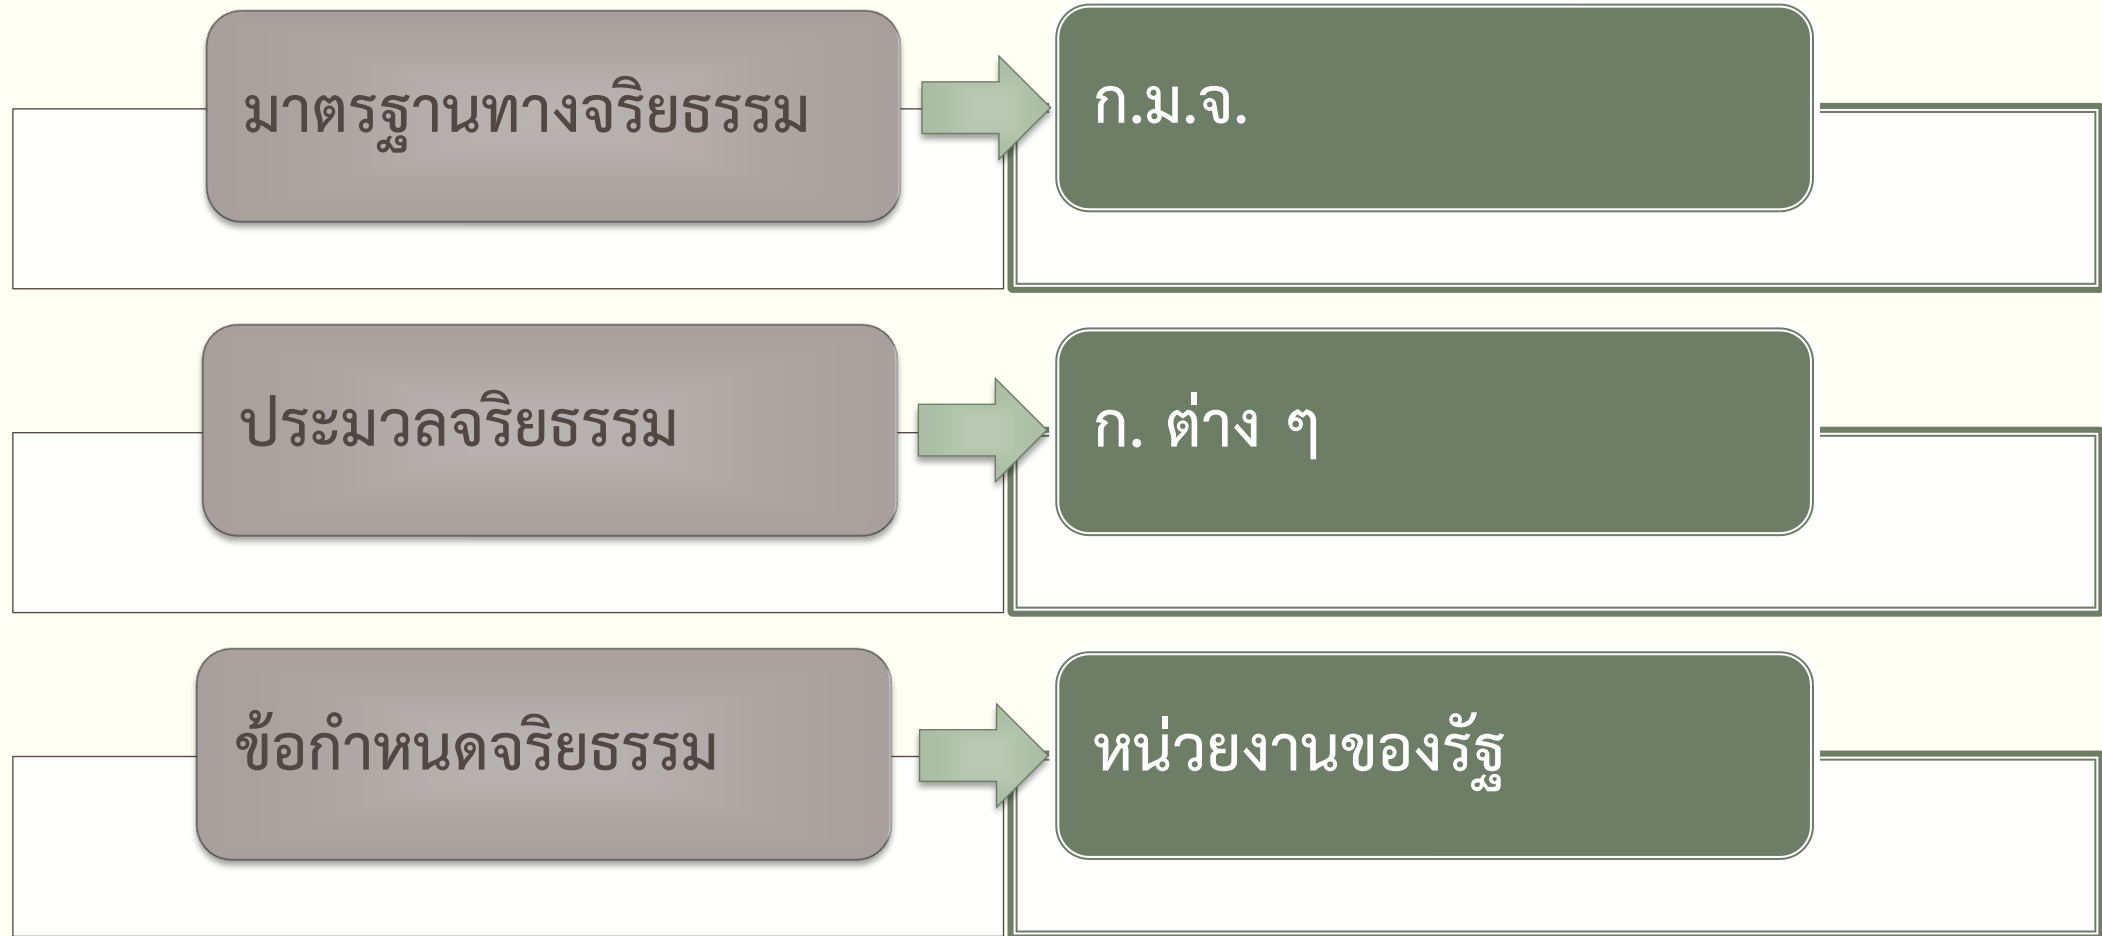 มาตรฐานทางจริยธรรม
ก.ม.จ.
ประมวลจริยธรรม
ก. ต่าง ๆ
ข้อกำหนดจริยธรรม
หน่วยงานของรัฐ